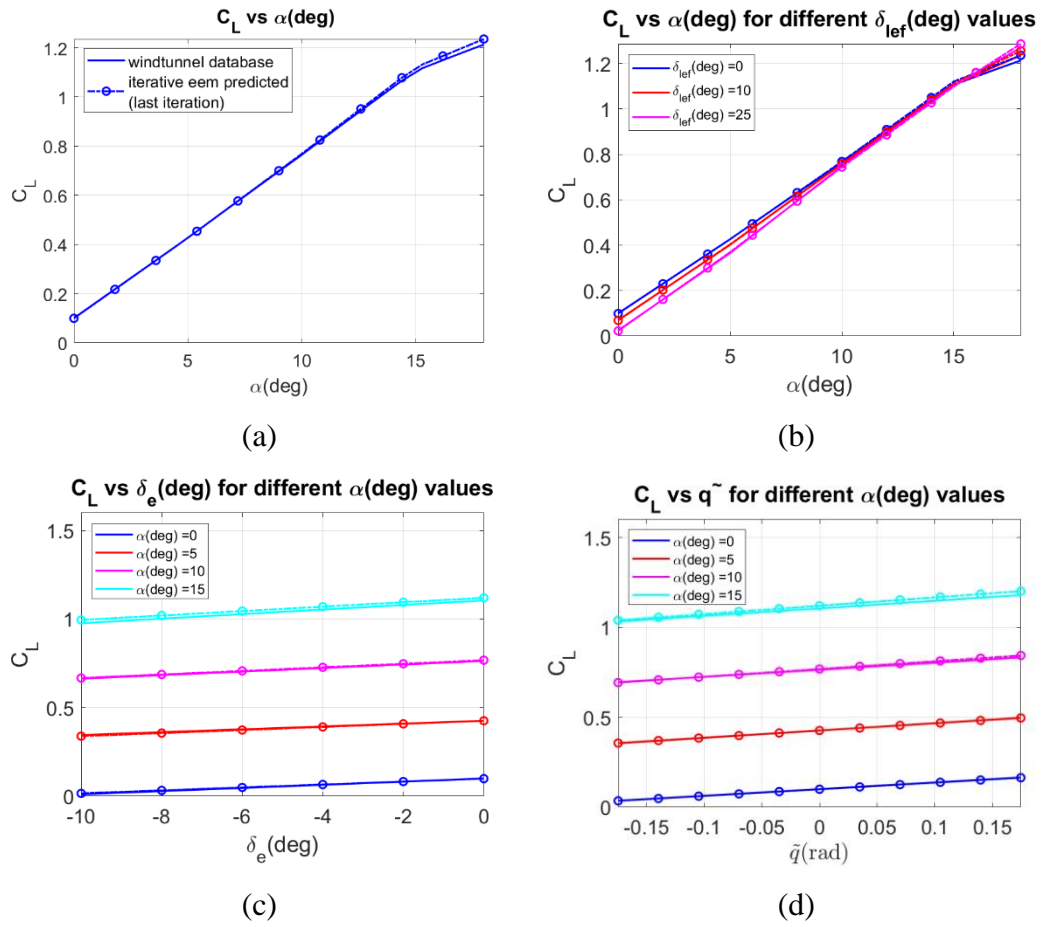 C_L vs α(deg)
windtunnel database
iterative eem predicted
(last iteration)
C_L
0
0.2
0.4
0.6
0.8
1
1.2
0
5
10
15
α(deg)
(a)
C_L vs α(deg) for different δ_lef(deg) values
δ_lef(deg) =0
δ_lef(deg) =10
δ_lef(deg) =25
C_L
0
0.2
0.4
0.6
0.8
1
1.2
0
5
10
15
α(deg)
(b)
C_L vs δ_e(deg) for different α(deg) values
α(deg) =0
α(deg) =5
α(deg) =10
α(deg) =15
C_L
0
0.5
1
1.5
-10
-8
-6
-4
-2
0
δ_e(deg)
(c)
C_L vs q~ for different α(deg) values
α(deg) =0
α(deg) =5
α(deg) =10
α(deg) =15
C_L
0
0.5
1
1.5
-0.15
-0.1
-0.05
0
0.05
0.1
0.15
q̃(rad)
(d)